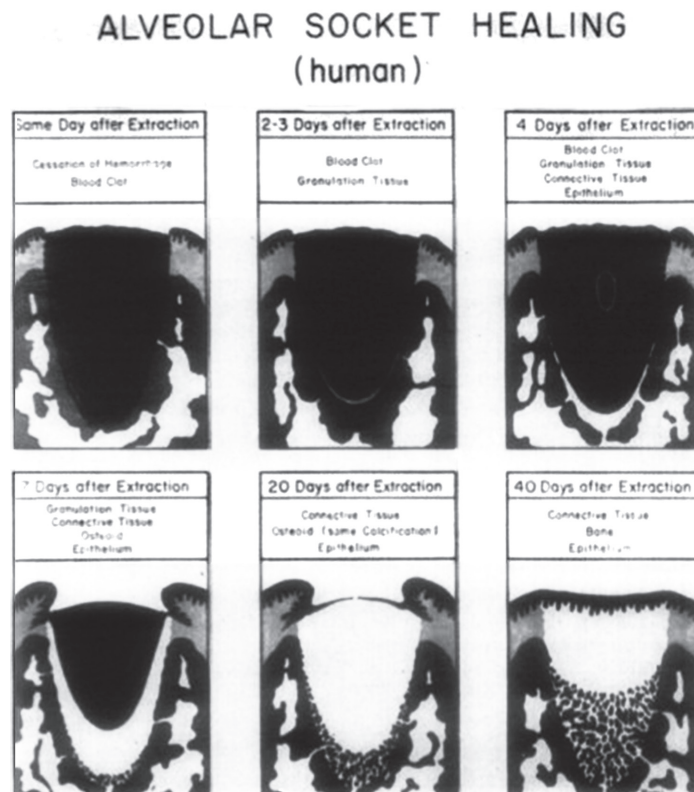 ALVEOLAR SOCKET HEALING
(human)
Same Day after Extraction
Cessation of Hemorrhage
Blood Clot
2-3 Days after Extraction
Blood Clot
Granulation Tissue
4 Days after Extraction
Blood Clot
Granulation Tissue
Connective Tissue
Epithelium
7 Days after Extraction
Granulation Tissue
Connective Tissue
Osteoid
Epithelium
20 Days after Extraction
Connective Tissue
Osteoid (some Calcification)
Epithelium
40 Days after Extraction
Connective Tissue
Bone
Epithelium